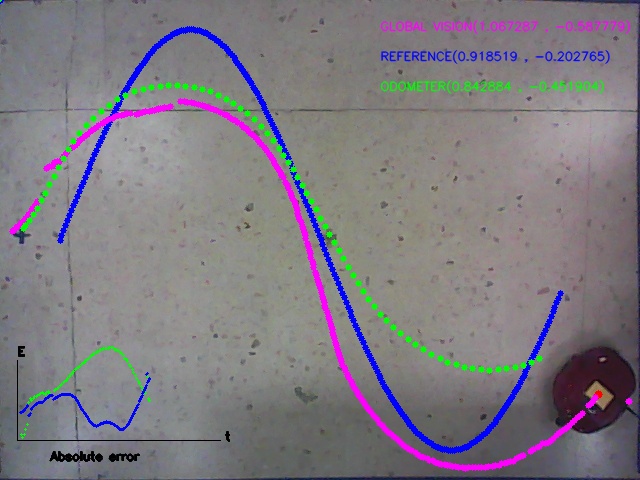 GLOBAL VISION(1.067287 , -0.587779)
REFERENCE(0.918519 , -0.202765)
ODOMETER(0.842884 , -0.451904)
E
t
Absolute error